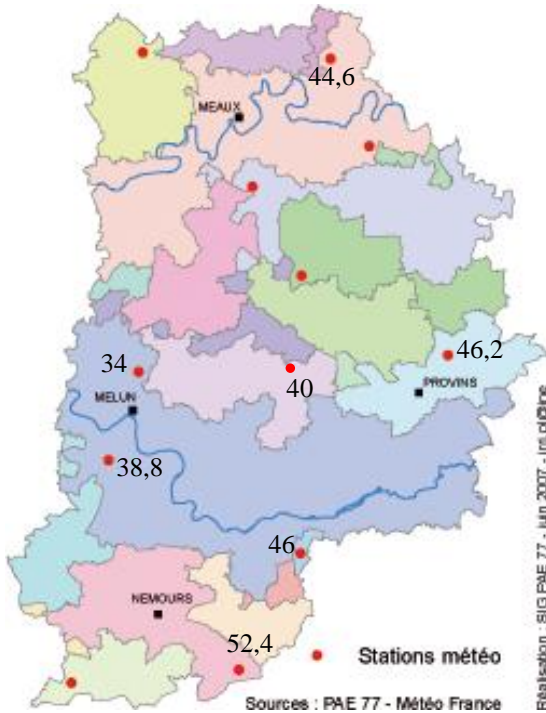 44,6
MEAUX
46,2
34
40
PROVINS
MELUN
38,8
46
NEMOURS
52,4
Stations météo
Sources : PAE 77 - Météo France
Réalisation : SIG PAE 77 - juin 2007 -